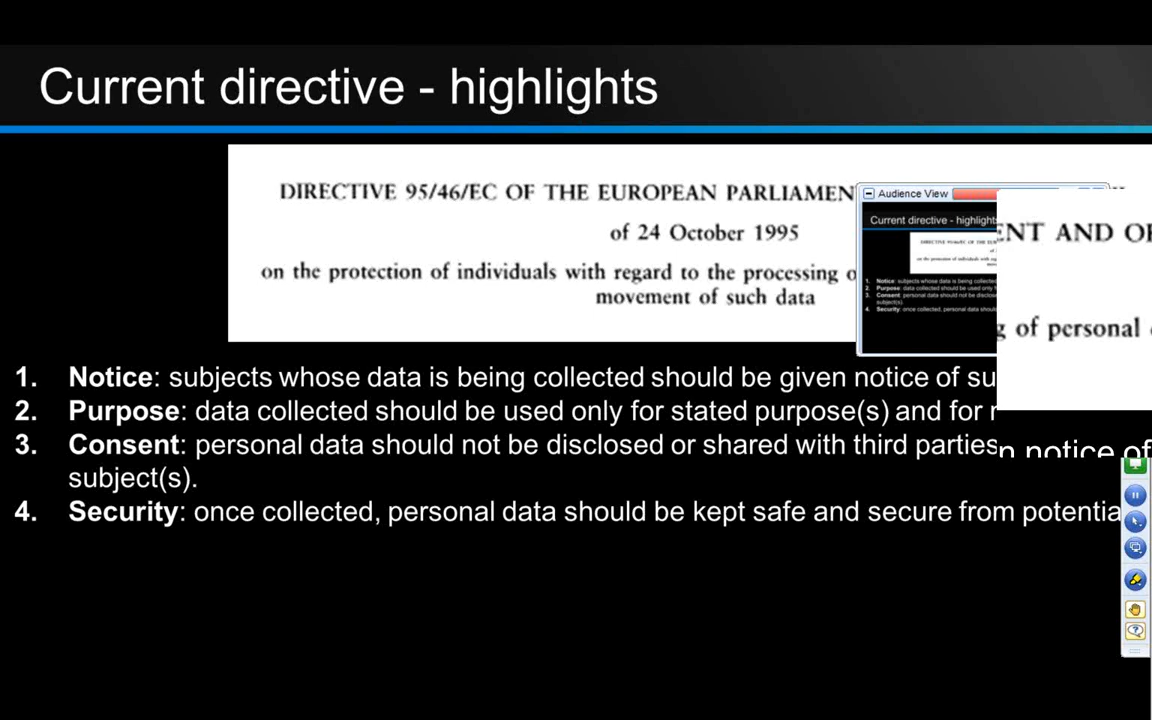 Current directive - highlights
DIRECTIVE 95/46/EC OF THE EUROPEAN
of 24 October 1995
on the protection of individuals with regard to the processing
movement of such data
Audience View
Current directive - highlights
AND
of personal
1. Notice: subjects whose data is being collected should be given notice of
2. Purpose: data collected should be used only for stated purpose(s) and for
3. Consent: personal data should not be disclosed or shared with third parties
notice of
subject(s).
4. Security: once collected, personal data should be kept safe and secure from